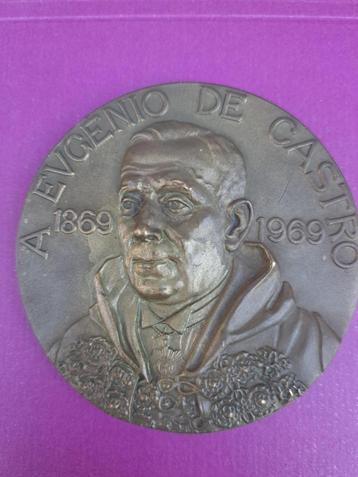 A EVGENIO DE CASTRO
1869 1969